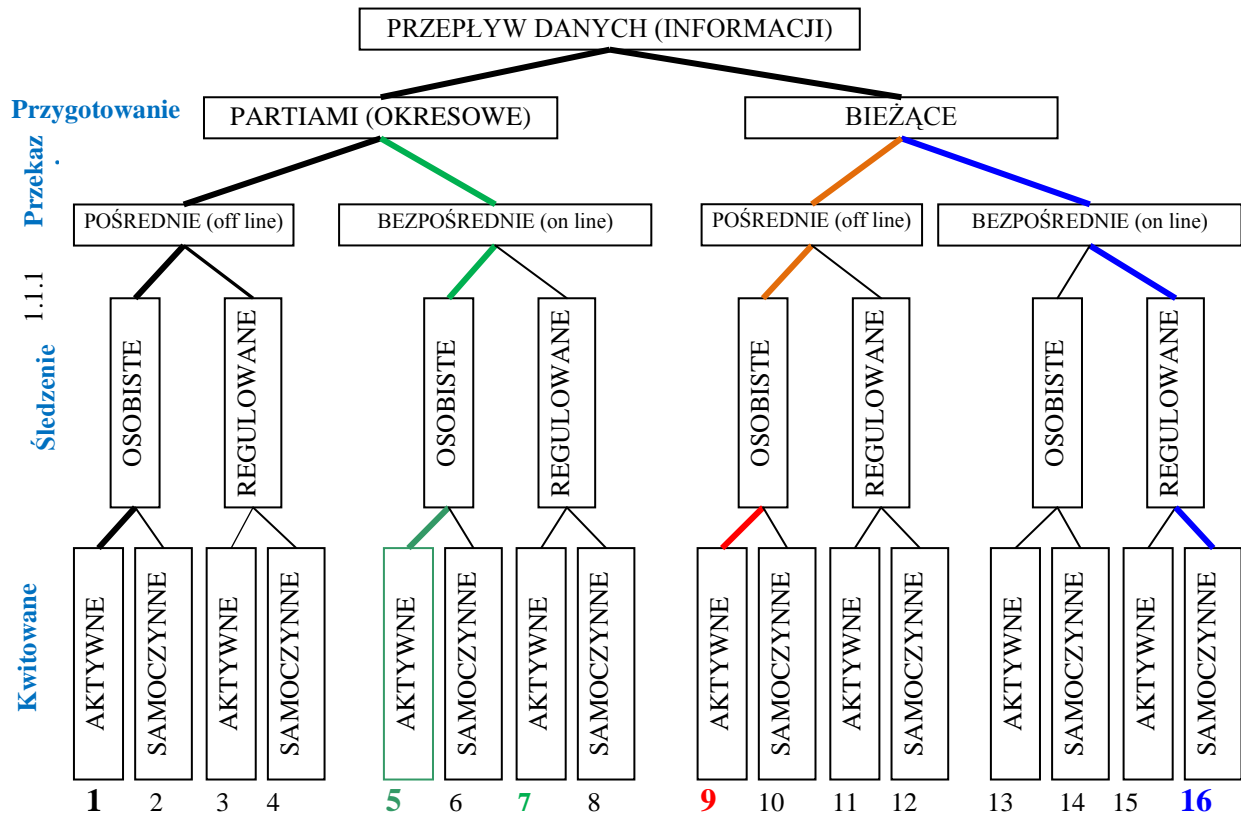 PRZEPŁYW DANYCH (INFORMACJI)
Przygotowanie
PARTIAMI (OKRESOWE)
BIEŻĄCE
Przekaz
.
POŚREDNIE (off line)
BEZPOŚREDNIE (on line)
POŚREDNIE (off line)
BEZPOŚREDNIE (on line)
1.1.1
Śledzenie
OSOBISTE
REGULOWANE
OSOBISTE
REGULOWANE
OSOBISTE
REGULOWANE
OSOBISTE
REGULOWANE
Kwitowane
AKTYWNE
SAMOCZYNNE
AKTYWNE
SAMOCZYNNE
AKTYWNE
SAMOCZYNNE
AKTYWNE
SAMOCZYNNE
AKTYWNE
SAMOCZYNNE
AKTYWNE
SAMOCZYNNE
AKTYWNE
SAMOCZYNNE
AKTYWNE
SAMOCZYNNE
1 2 3 4 5 6 7 8 9 10 11 12 13 14 15 16